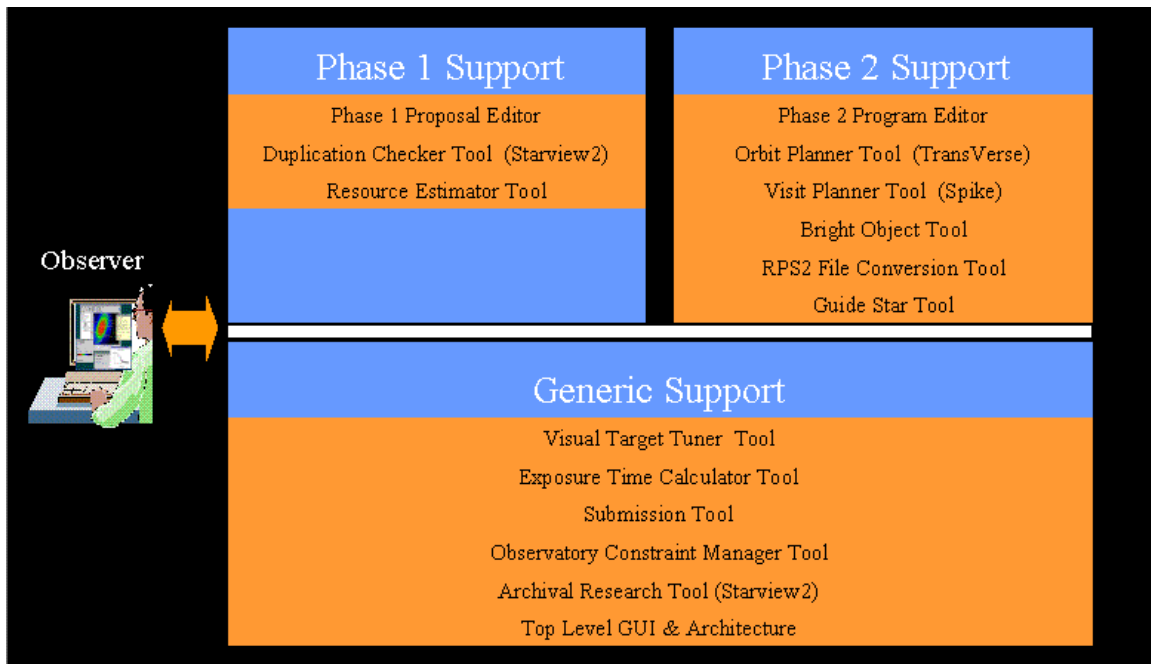 Phase 1 Support
Phase 1 Proposal Editor
Duplication Checker Tool (Starview2)
Resource Estimator Tool
Phase 2 Support
Phase 2 Program Editor
Orbit Planner Tool (TransVerse)
Visit Planner Tool (Spike)
Bright Object Tool
RPS2 File Conversion Tool
Guide Star Tool
Observer
Generic Support
Visual Target Tuner Tool
Exposure Time Calculator Tool
Submission Tool
Observatory Constraint Manager Tool
Archival Research Tool (Starview2)
Top Level GUI & Architecture